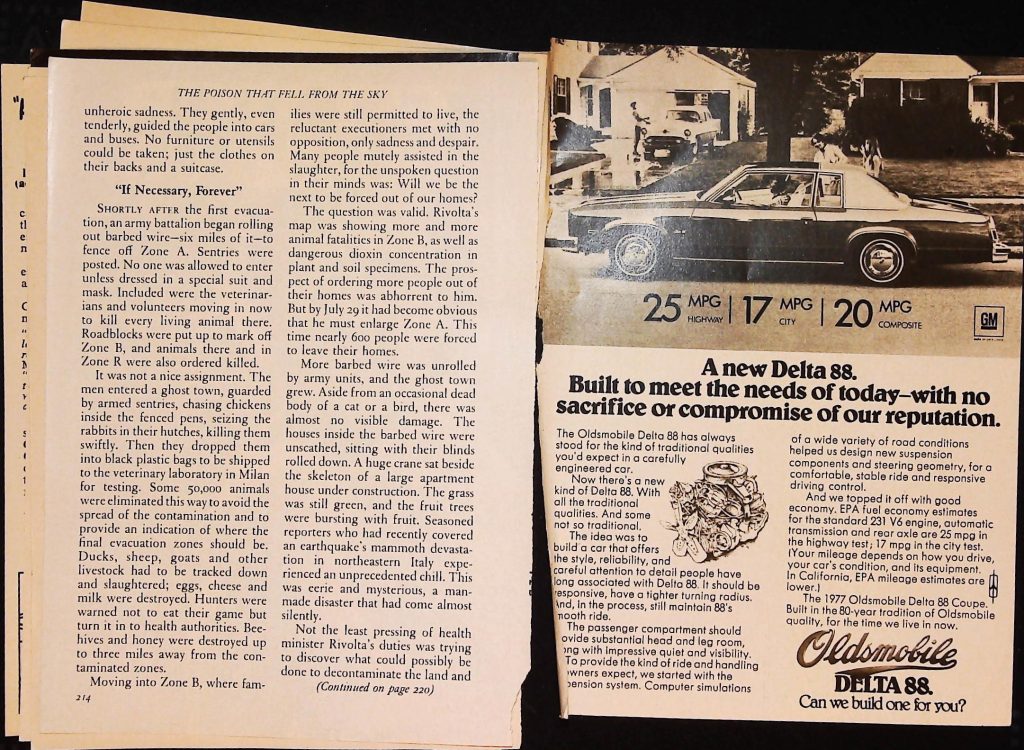 THE POISON THAT FELL FROM THE SKY
unheroic sadness. They gently, even
tenderly, guided the people into cars
and buses. No furniture or utensils
could be taken; just the clothes on
their backs and a suitcase.
"If Necessary, Forever"
SHORTLY AFTER the first evacua-
tion, an army battalion began rolling
out barbed wire—six miles of it—to
fence off Zone A. Sentries were
posted. No one was allowed to enter
unless dressed in a special suit and
mask. Included were the veterinar-
ians and volunteers moving in now
to kill every living animal there.
Roadblocks were put up to mark off
Zone B, and animals there and in
Zone R were also ordered killed.
It was not a nice assignment. The
men entered a ghost town, guarded
by armed sentries, chasing chickens
inside the fenced pens, seizing the
rabbits in their hutches, killing them
swiftly. Then they dropped them
into black plastic bags to be shipped
to the veterinary laboratory in Milan
for testing. Some 50,000 animals
were eliminated this way to avoid the
spread of the contamination and to
provide an indication of where the
final evacuation zones should be.
Ducks, sheep, goats and other
livestock had to be tracked down
and slaughtered; eggs, cheese and
milk were destroyed. Hunters were
warned not to eat their game but
turn it in to health authorities. Bee-
hives and honey were destroyed up
to three miles away from the con-
taminated zones.
Moving into Zone B, where fam-
214
ilies were still permitted to live, the
reluctant executioners met with no
opposition, only sadness and despair.
Many people mutely assisted in the
slaughter, for the unspoken question
in their minds was: Will we be the
next to be forced out of our homes?
The question was valid. Rivolta's
map was showing more and more
animal fatalities in Zone B, as well as
dangerous dioxin concentration in
plant and soil specimens. The pros-
pect of ordering more people out of
their homes was abhorrent to him.
But by July 29 it had become obvious
that he must enlarge Zone A. This
time nearly 600 people were forced
to leave their homes.
More barbed wire was unrolled
by army units, and the ghost town
grew. Aside from an occasional dead
body of a cat or a bird, there was
almost no visible damage. The
houses inside the barbed wire were
unscathed, sitting with their blinds
rolled down. A huge crane sat beside
the skeleton of a large apartment
house under construction. The grass
was still green, and the fruit trees
were bursting with fruit. Seasoned
reporters who had recently covered
an earthquake's mammoth devasta-
tion in northeastern Italy expe-
rienced an unprecedented chill. This
was eerie and mysterious, a man-
made disaster that had come almost
silently.
Not the least pressing of health
minister Rivolta's duties was trying
to discover what could possibly be
done to decontaminate the land and
(Continued on page 220)
25 MPG HIGHWAY | 17 MPG CITY | 20 MPG COMPOSITE
GM
A new Delta 88.
Built to meet the needs of today—with no
sacrifice or compromise of our reputation.
The Oldsmobile Delta 88 has always
stood for the kind of traditional qualities
you'd expect in a carefully
engineered car.
Now there's a new
kind of Delta 88. With
all the traditional
qualities. And some
not so traditional.
The idea was to
build a car that offers
the style, reliability, and
careful attention to detail people have
long associated with Delta 88. It should be
responsive, have a tighter turning radius.
And, in the process, still maintain 88's
mooth ride.
The passenger compartment should
ovide substantial head and leg room,
ong with impressive quiet and visibility.
To provide the kind of ride and handling
wners expect, we started with the
pension system. Computer simulations
of a wide variety of road conditions
helped us design new suspension
components and steering geometry, for a
comfortable, stable ride and responsive
driving control.
And we topped it off with good
economy. EPA fuel economy estimates
for the standard 231 V6 engine, automatic
transmission and rear axle are 25 mpg in
the highway test; 17 mpg in the city test.
(Your mileage depends on how you drive,
your car's condition, and its equipment.
In California, EPA mileage estimates are
lower.)
The 1977 Oldsmobile Delta 88 Coupe.
Built in the 80-year tradition of Oldsmobile
quality, for the time we live in now.
Oldsmobile
DELTA 88.
Can we build one for you?